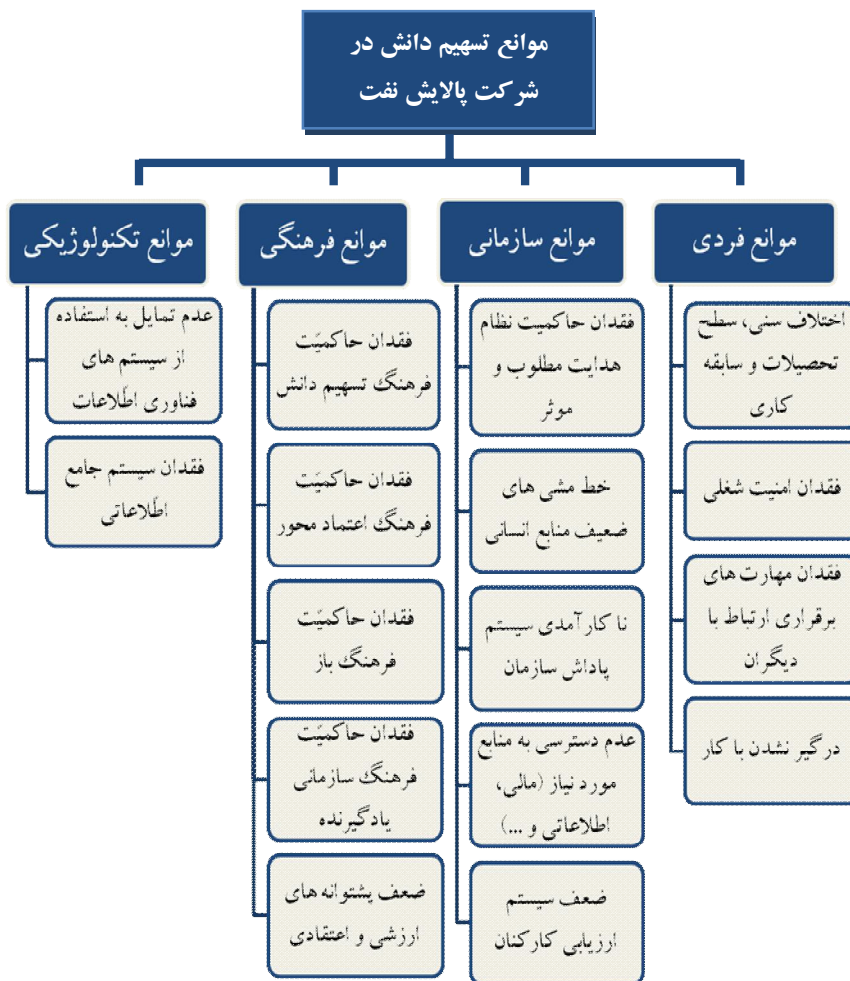 موانع تسهیم دانش در
شرکت پالایش نفت
موانع فردی
اختلاف سنی، سطح
تحصیلات و سابقه
کاری
فقدان امنیت شغلی
فقدان مهارت های
برقراری ارتباط با
دیگران
درگیر نشدن با کار
موانع سازمانی
فقدان حاکمیت نظام
هدایت مطلوب و
موثر
خط مشی های
ضعیف منابع انسانی
نا کارآمدی سیستم
پاداش سازمان
عدم دسترسی به منابع
مورد نیاز (مالی،
اطلاعاتی و ...)
ضعف سیستم
ارزیابی کارکنان
موانع فرهنگی
فقدان حاکمیّت
فرهنگ تسهیم دانش
فقدان حاکمیّت
فرهنگ اعتماد محور
فقدان حاکمیّت
فرهنگ باز
فقدان حاکمیّت
فرهنگ سازمانی
یادگیرنده
ضعف پشتوانه های
ارزشی و اعتقادی
موانع تکنولوژیکی
عدم تمایل به استفاده
از سیستم های
فناوری اطّلاعات
فقدان سیستم جامع
اطّلاعاتی